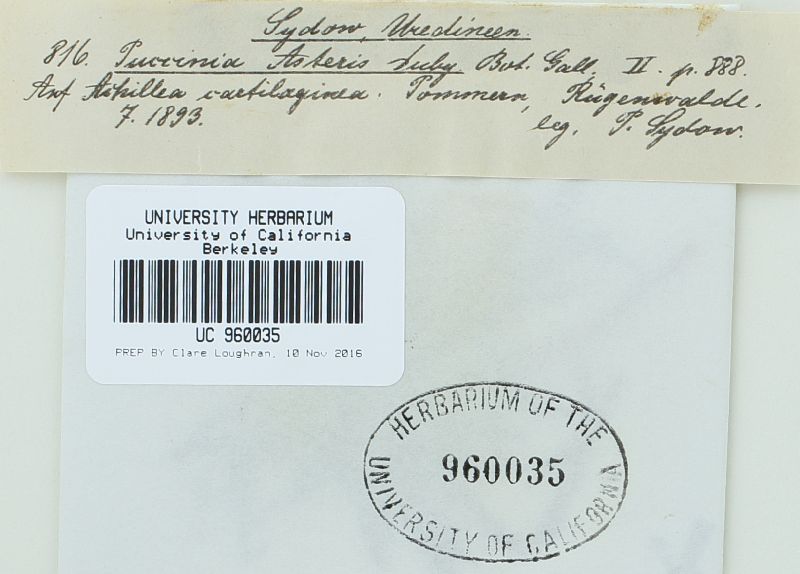 Sydow, Uredineen.
816. Puccinia Asteris Duby Bot. Gall. II. p. 888.
Auf Achillea cartilaginea. Pommern, Rügenwalde.
7. 1893. leg. P. Sydow.
UNIVERSITY HERBARIUM
University of California
Berkeley
UC 960035
PREP BY Clare Loughran, 10 Nov 2016
HERBARIUM OF THE
960035
UNIVERSITY OF CALIFORNIA